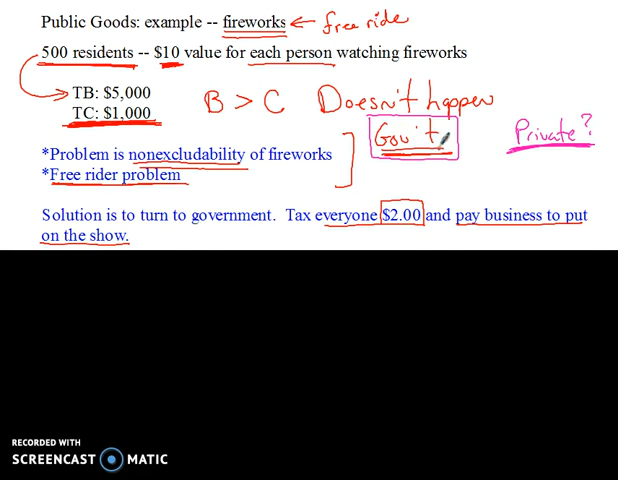 Public Goods: example -- fireworks ← free ride
500 residents -- $10 value for each person watching fireworks
TB: $5,000
TC: $1,000
B > C Doesn't happen
Gov't
Private?
*Problem is nonexcludability of fireworks
*Free rider problem
Solution is to turn to government. Tax everyone $2.00 and pay business to put
on the show.
RECORDED WITH
SCREENCAST MATIC